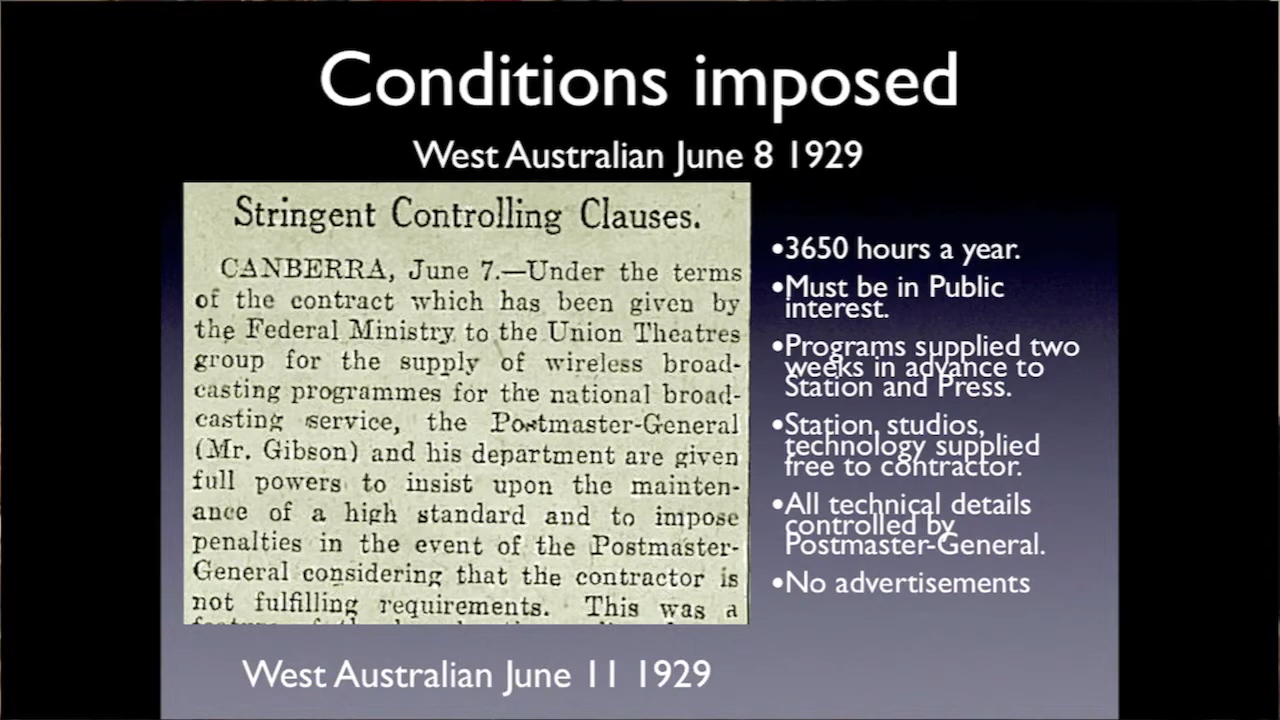 Conditions imposed
West Australian June 8 1929
Stringent Controlling Clauses.
CANBERRA, June 7.—Under the terms
of the contract which has been given by
the Federal Ministry to the Union Theatres
group for the supply of wireless broad-
casting programmes for the national broad-
casting service, the Postmaster-General
(Mr. Gibson) and his department are given
full powers to insist upon the mainten-
ance of a high standard and to impose
penalties in the event of the Postmaster-
General considering that the contractor is
not fulfilling requirements. This was a
•3650 hours a year.
•Must be in Public
interest.
•Programs supplied two
weeks in advance to
Station and Press.
•Station, studios,
technology supplied
free to contractor.
•All technical details
controlled by
Postmaster-General.
•No advertisements
West Australian June 11 1929